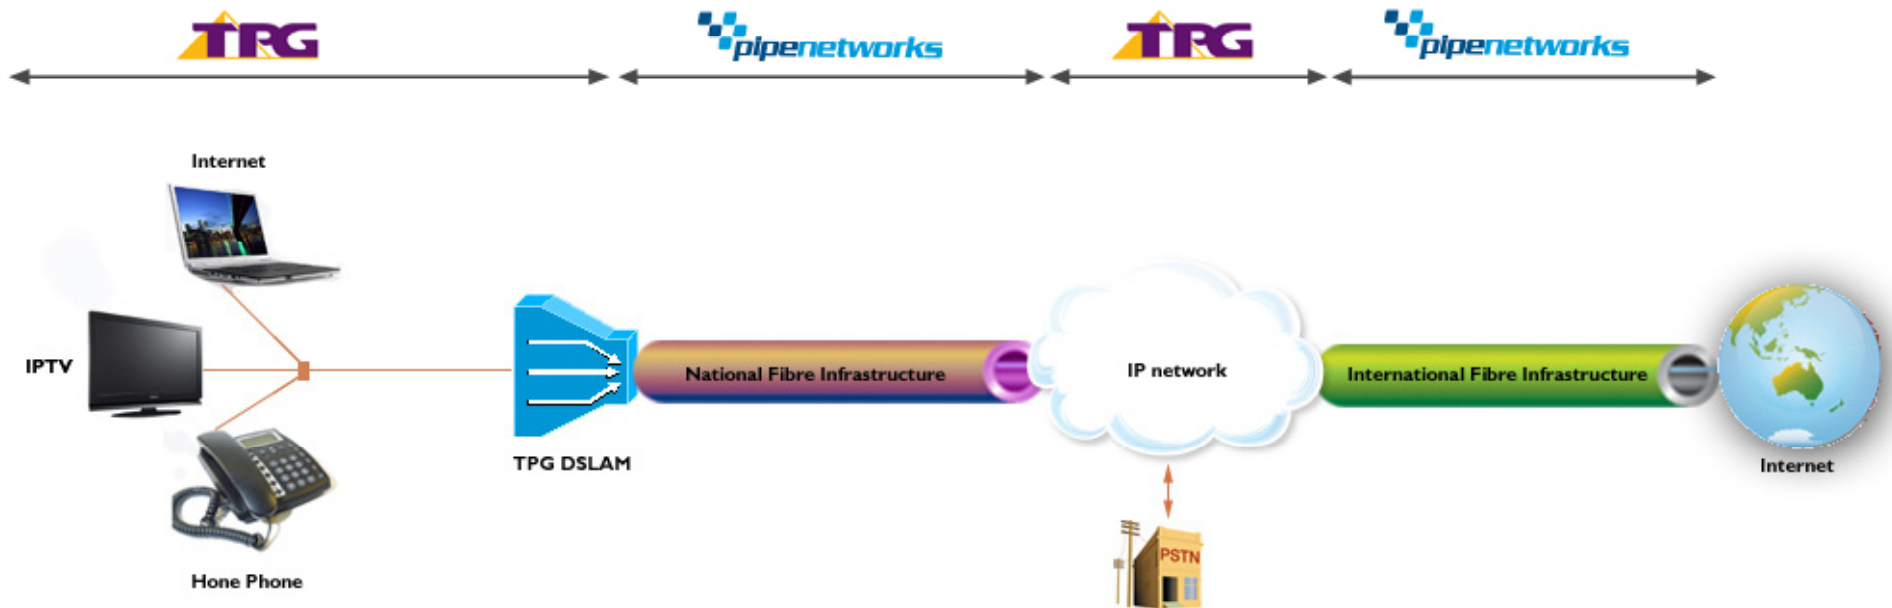 TPG
pipenetworks
TPG
pipenetworks
Internet
IPTV
National Fibre Infrastructure
IP network
International Fibre Infrastructure
TPG DSLAM
Internet
PSTN
Hone Phone